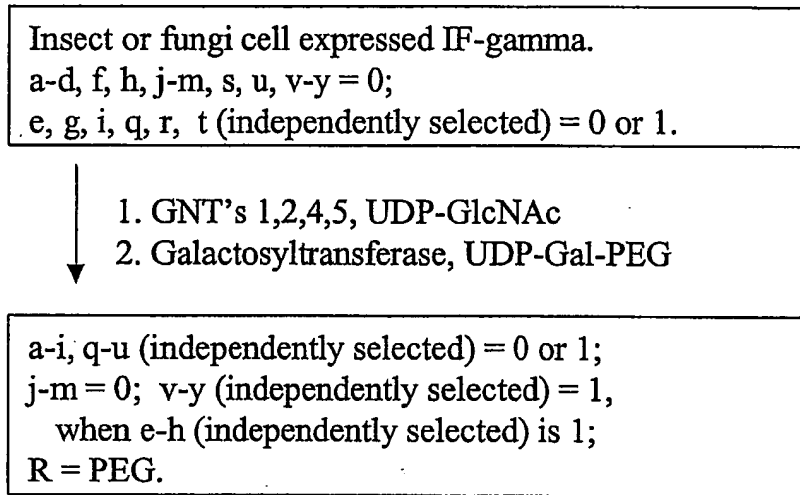 Insect or fungi cell expressed IF-gamma.
a-d, f, h, j-m, s, u, v-y = 0;
e, g, i, q, r, t (independently selected) = 0 or 1.
1. GNT's 1,2,4,5, UDP-GlcNAc
2. Galactosyltransferase, UDP-Gal-PEG
a-i, q-u (independently selected) = 0 or 1;
j-m = 0; v-y (independently selected) = 1,
when e-h (independently selected) is 1;
R = PEG.